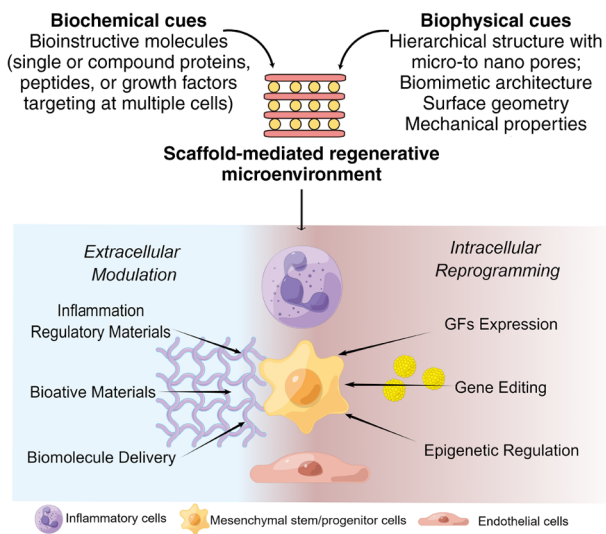 Biochemical cues
Bioinstructive molecules
(single or compound proteins,
peptides, or growth factors
targeting at multiple cells)
Biophysical cues
Hierarchical structure with
micro-to nano pores;
Biomimetic architecture
Surface geometry
Mechanical properties
Scaffold-mediated regenerative
microenvironment
Extracellular
Modulation
Intracellular
Reprogramming
Inflammation
Regulatory Materials
Bioative Materials
Biomolecule Delivery
GFs Expression
Gene Editing
Epigenetic Regulation
Inflammatory cells
Mesenchymal stem/progenitor cells
Endothelial cells